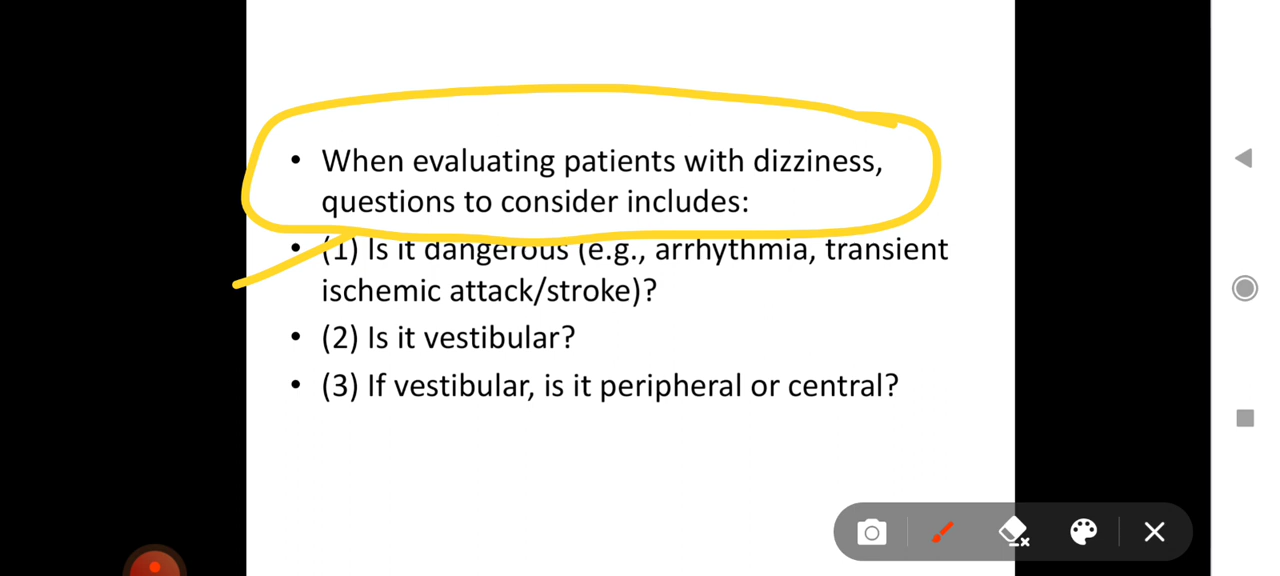 • When evaluating patients with dizziness,
questions to consider includes:
• (1) Is it dangerous (e.g., arrhythmia, transient
ischemic attack/stroke)?
• (2) Is it vestibular?
• (3) If vestibular, is it peripheral or central?